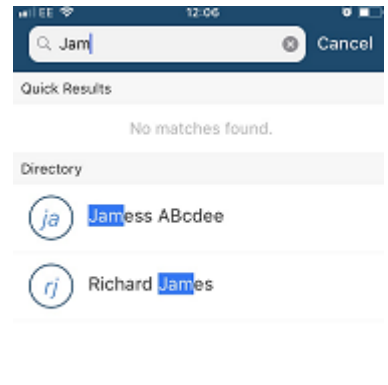 EE 12:06
Jam Cancel
Quick Results
No matches found.
Directory
ja Jamess ABcdee
rj Richard James